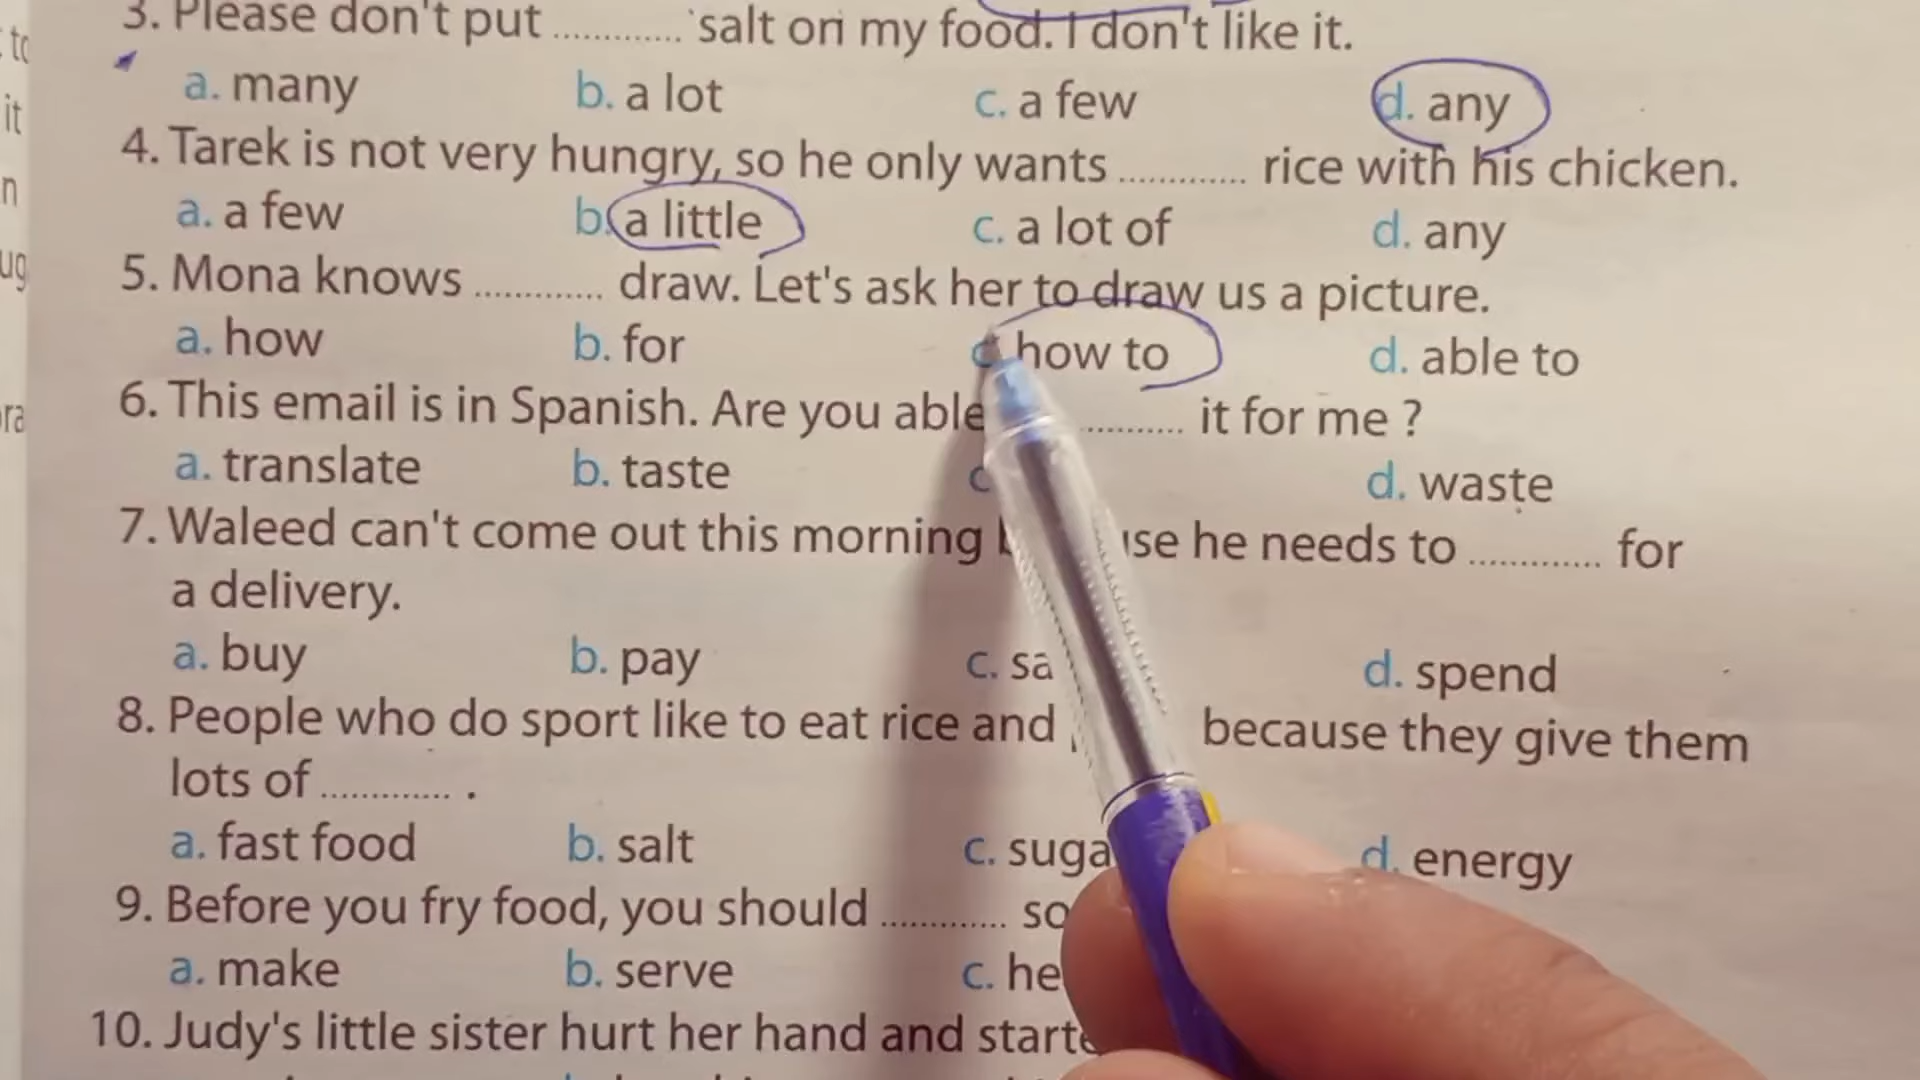 3. Please don't put ............. salt on my food. I don't like it.
a. many b. a lot c. a few d. any
4. Tarek is not very hungry, so he only wants ............. rice with his chicken.
a. a few b. a little c. a lot of d. any
5. Mona knows ............. draw. Let's ask her to draw us a picture.
a. how b. for c. how to d. able to
6. This email is in Spanish. Are you able ........... it for me ?
a. translate b. taste c d. waste
7. Waleed can't come out this morning he needs to ............. for
a delivery.
a. buy b. pay c. d. spend
8. People who do sport like to eat rice and because they give them
lots of ............. .
a. fast food b. salt c. d. energy
9. Before you fry food, you should .............
a. make b. serve c.
10. Judy's little sister hurt her hand and
it